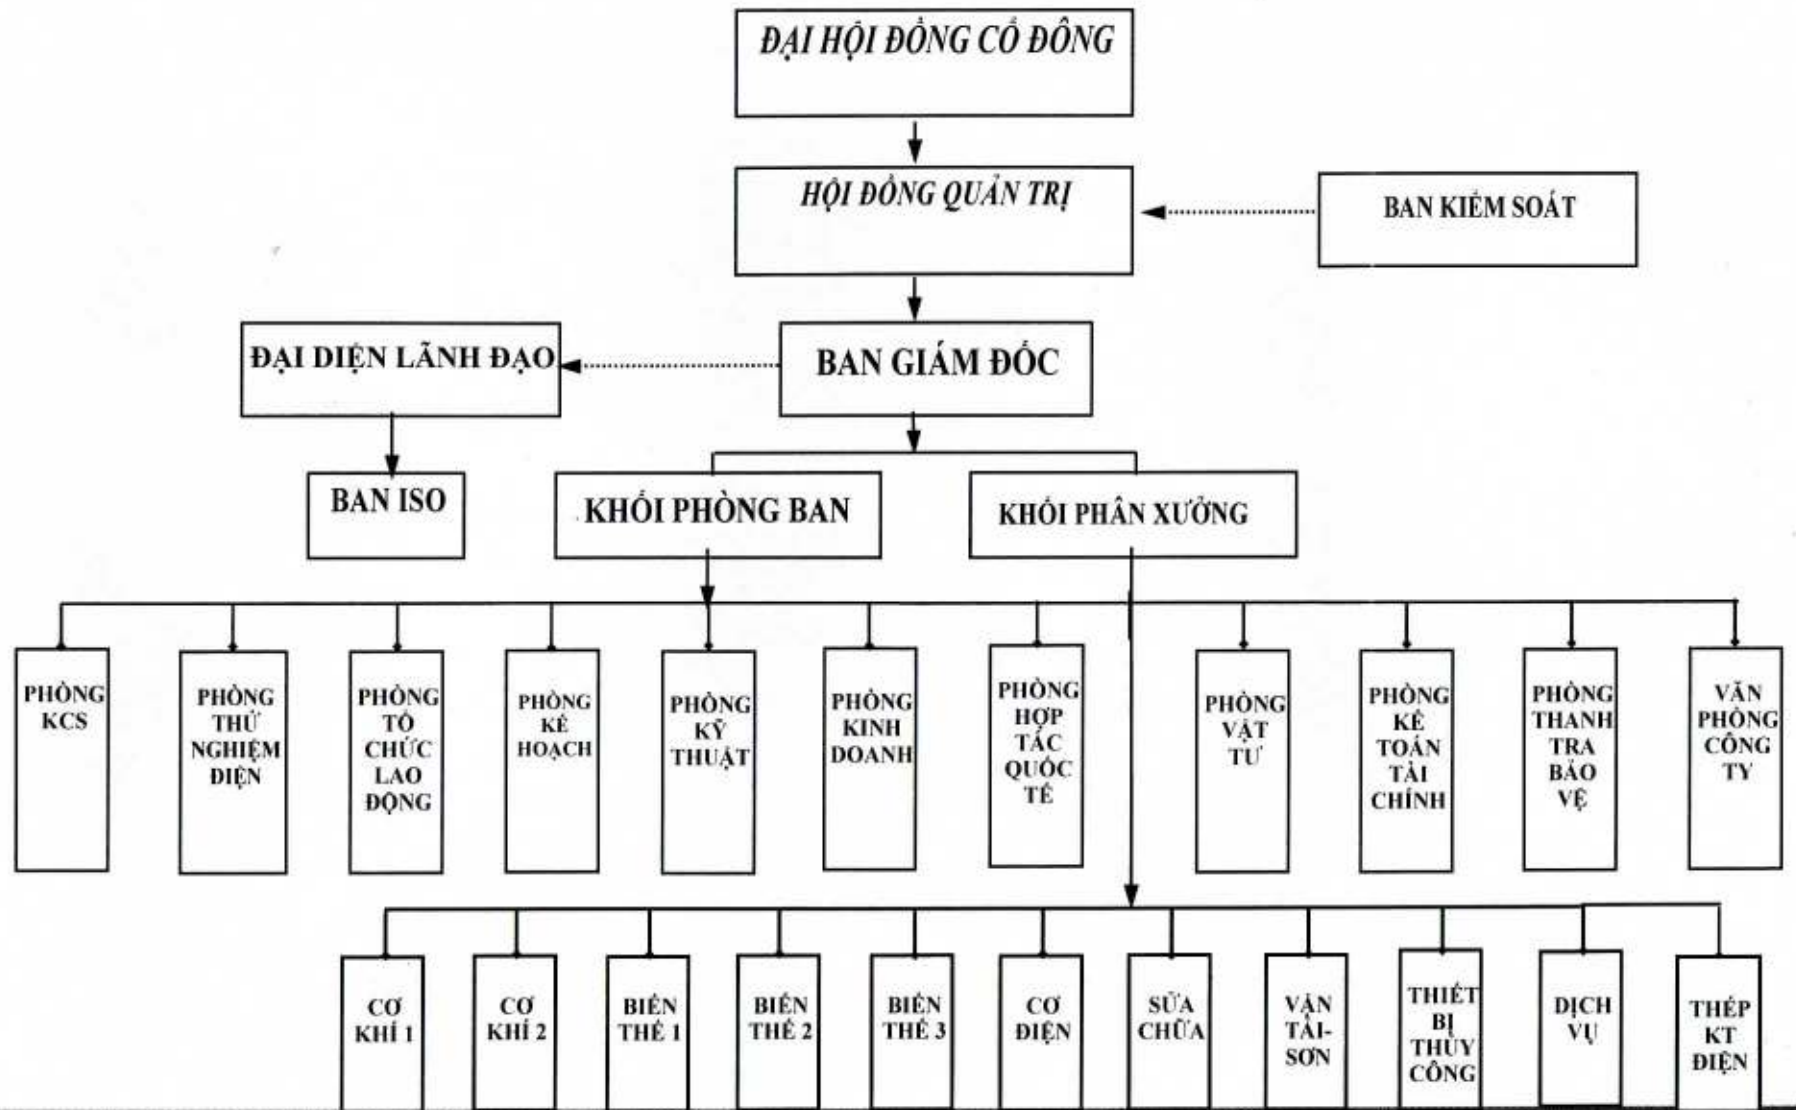 ĐẠI HỘI ĐỒNG CỔ ĐÔNG
HỘI ĐỒNG QUẢN TRỊ
BAN KIỂM SOÁT
ĐẠI DIỆN LÃNH ĐẠO
BAN GIÁM ĐỐC
BAN ISO
KHỐI PHÒNG BAN
KHỐI PHÂN XƯỞNG
PHÒNG
KCS
PHÒNG
THỬ
NGHIỆM
ĐIỆN
PHÒNG
TỔ
CHỨC
LAO
ĐỘNG
PHÒNG
KẾ
HOẠCH
PHÒNG
KỸ
THUẬT
PHÒNG
KINH
DOANH
PHÒNG
HỢP
TÁC
QUỐC
TẾ
PHÒNG
VẬT
TƯ
PHÒNG
KẾ
TOÁN
TÀI
CHÍNH
PHÒNG
THANH
TRA
BẢO
VỆ
VĂN
PHÒNG
CÔNG
TY
CƠ
KHÍ 1
CƠ
KHÍ 2
BIẾN
THẾ 1
BIẾN
THẾ 2
BIẾN
THẾ 3
CƠ
ĐIỆN
SỬA
CHỮA
VẬN
TẢI-
SƠN
THIẾT
BỊ
THỦY
CÔNG
DỊCH
VỤ
THÉP
KT
ĐIỆN